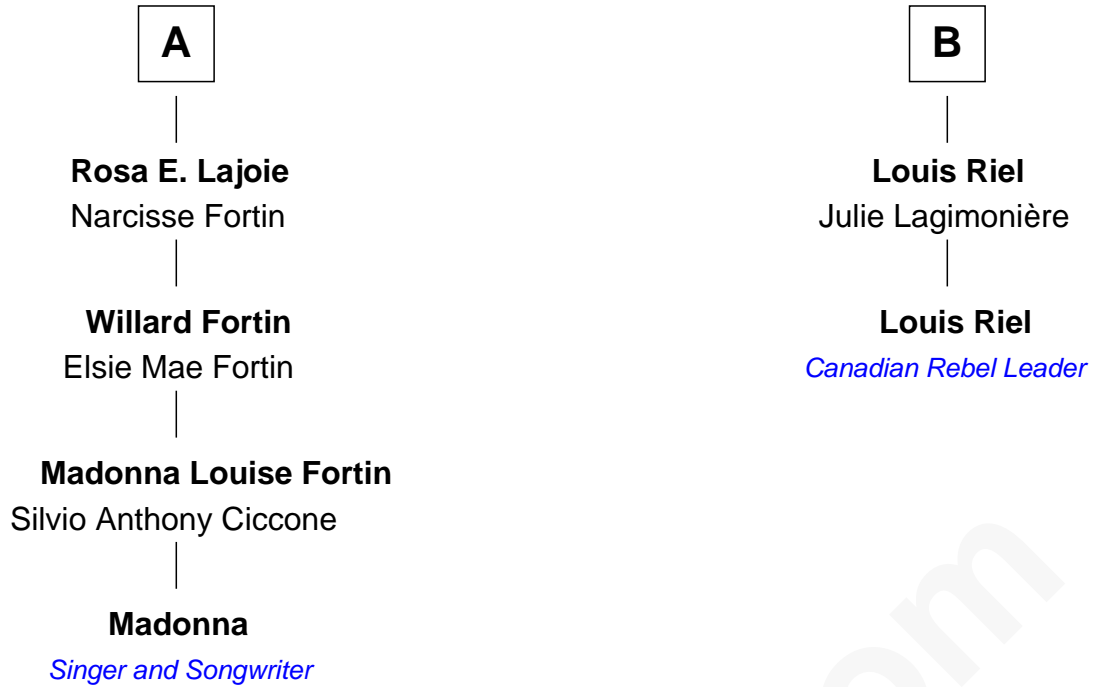 A
Rosa E. Lajoie
Narcisse Fortin
Willard Fortin
Elsie Mae Fortin
Madonna Louise Fortin
Silvio Anthony Ciccone
Madonna
Singer and Songwriter
B
Louis Riel
Julie Lagimonière
Louis Riel
Canadian Rebel Leader
om